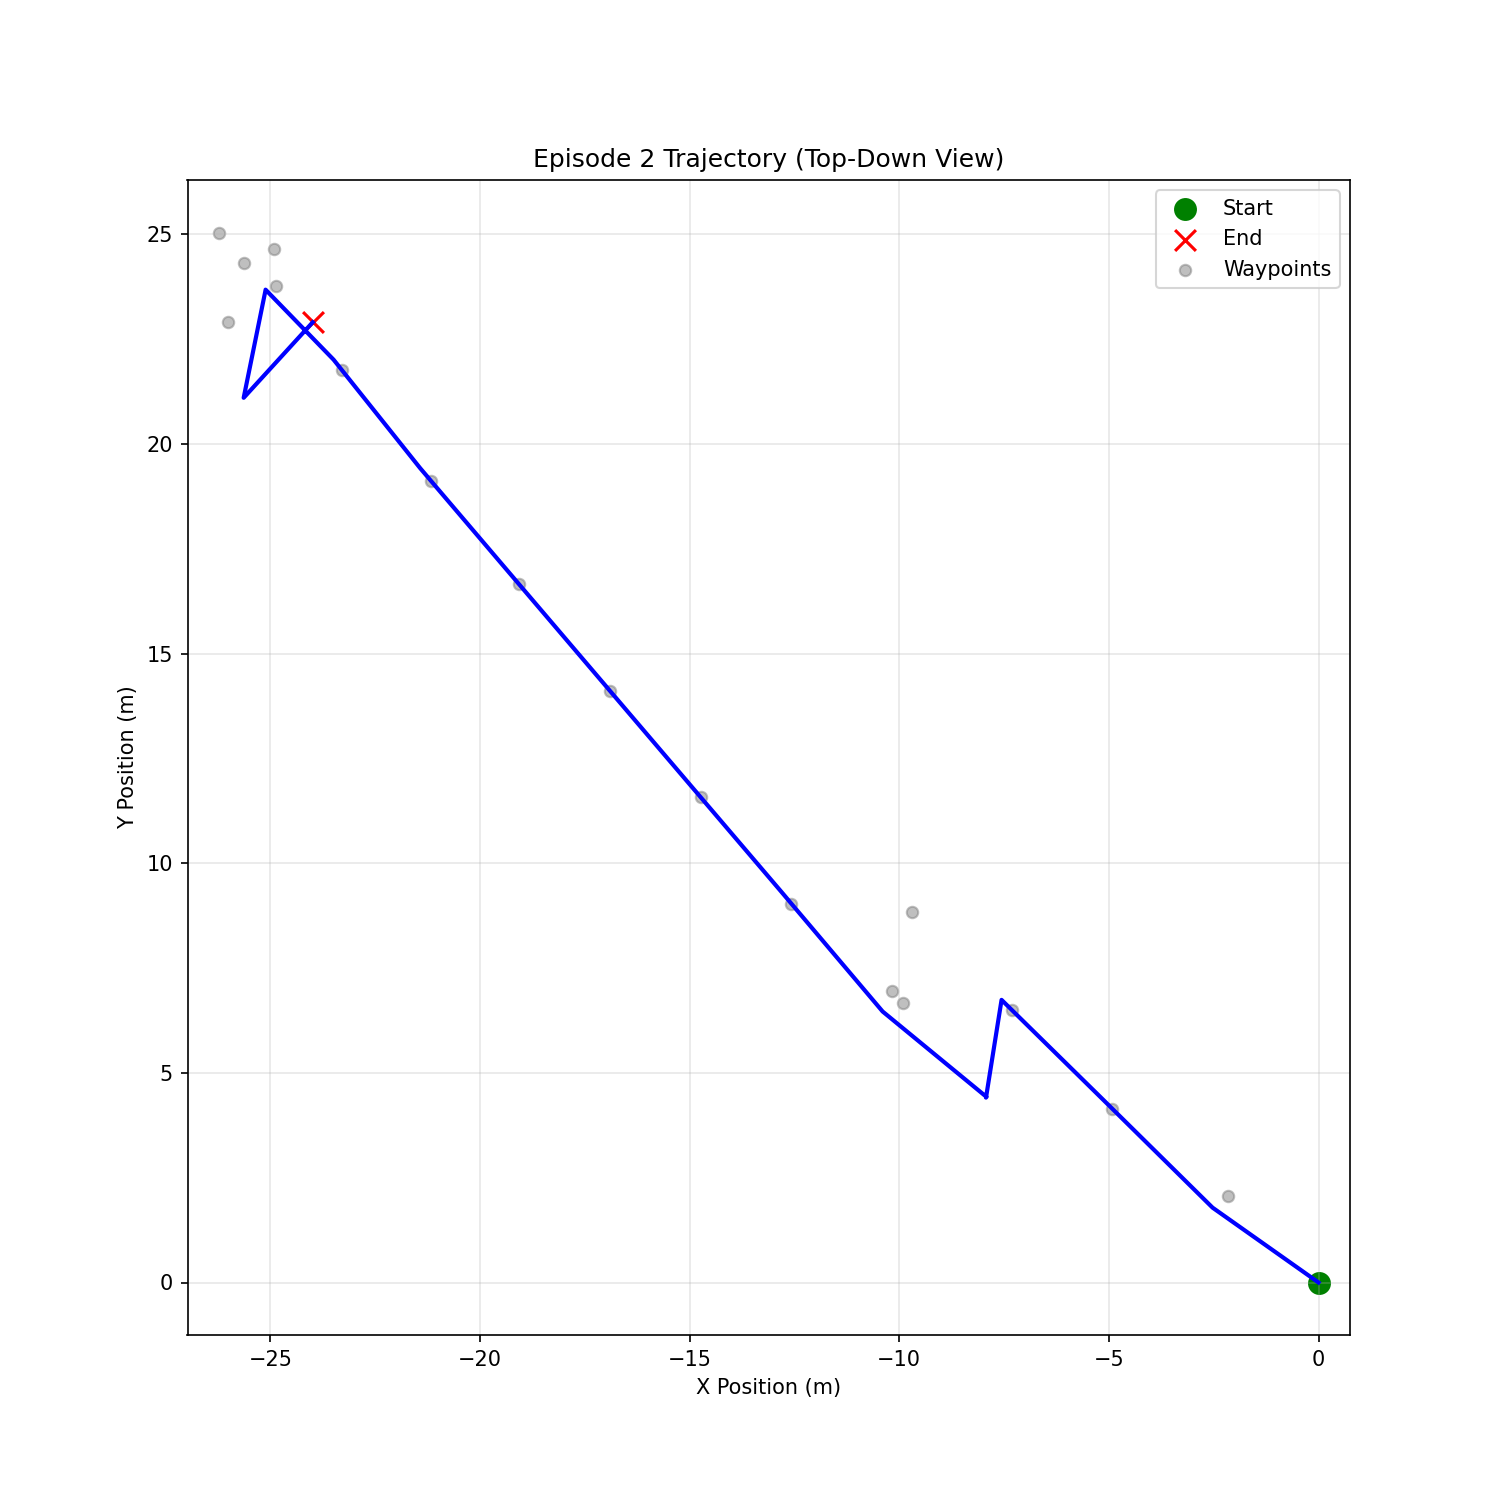 Episode 2 Trajectory (Top-Down View)
Start
End
Waypoints
25
20
15
10
5
0
Y Position (m)
−25
−20
−15
−10
−5
0
X Position (m)